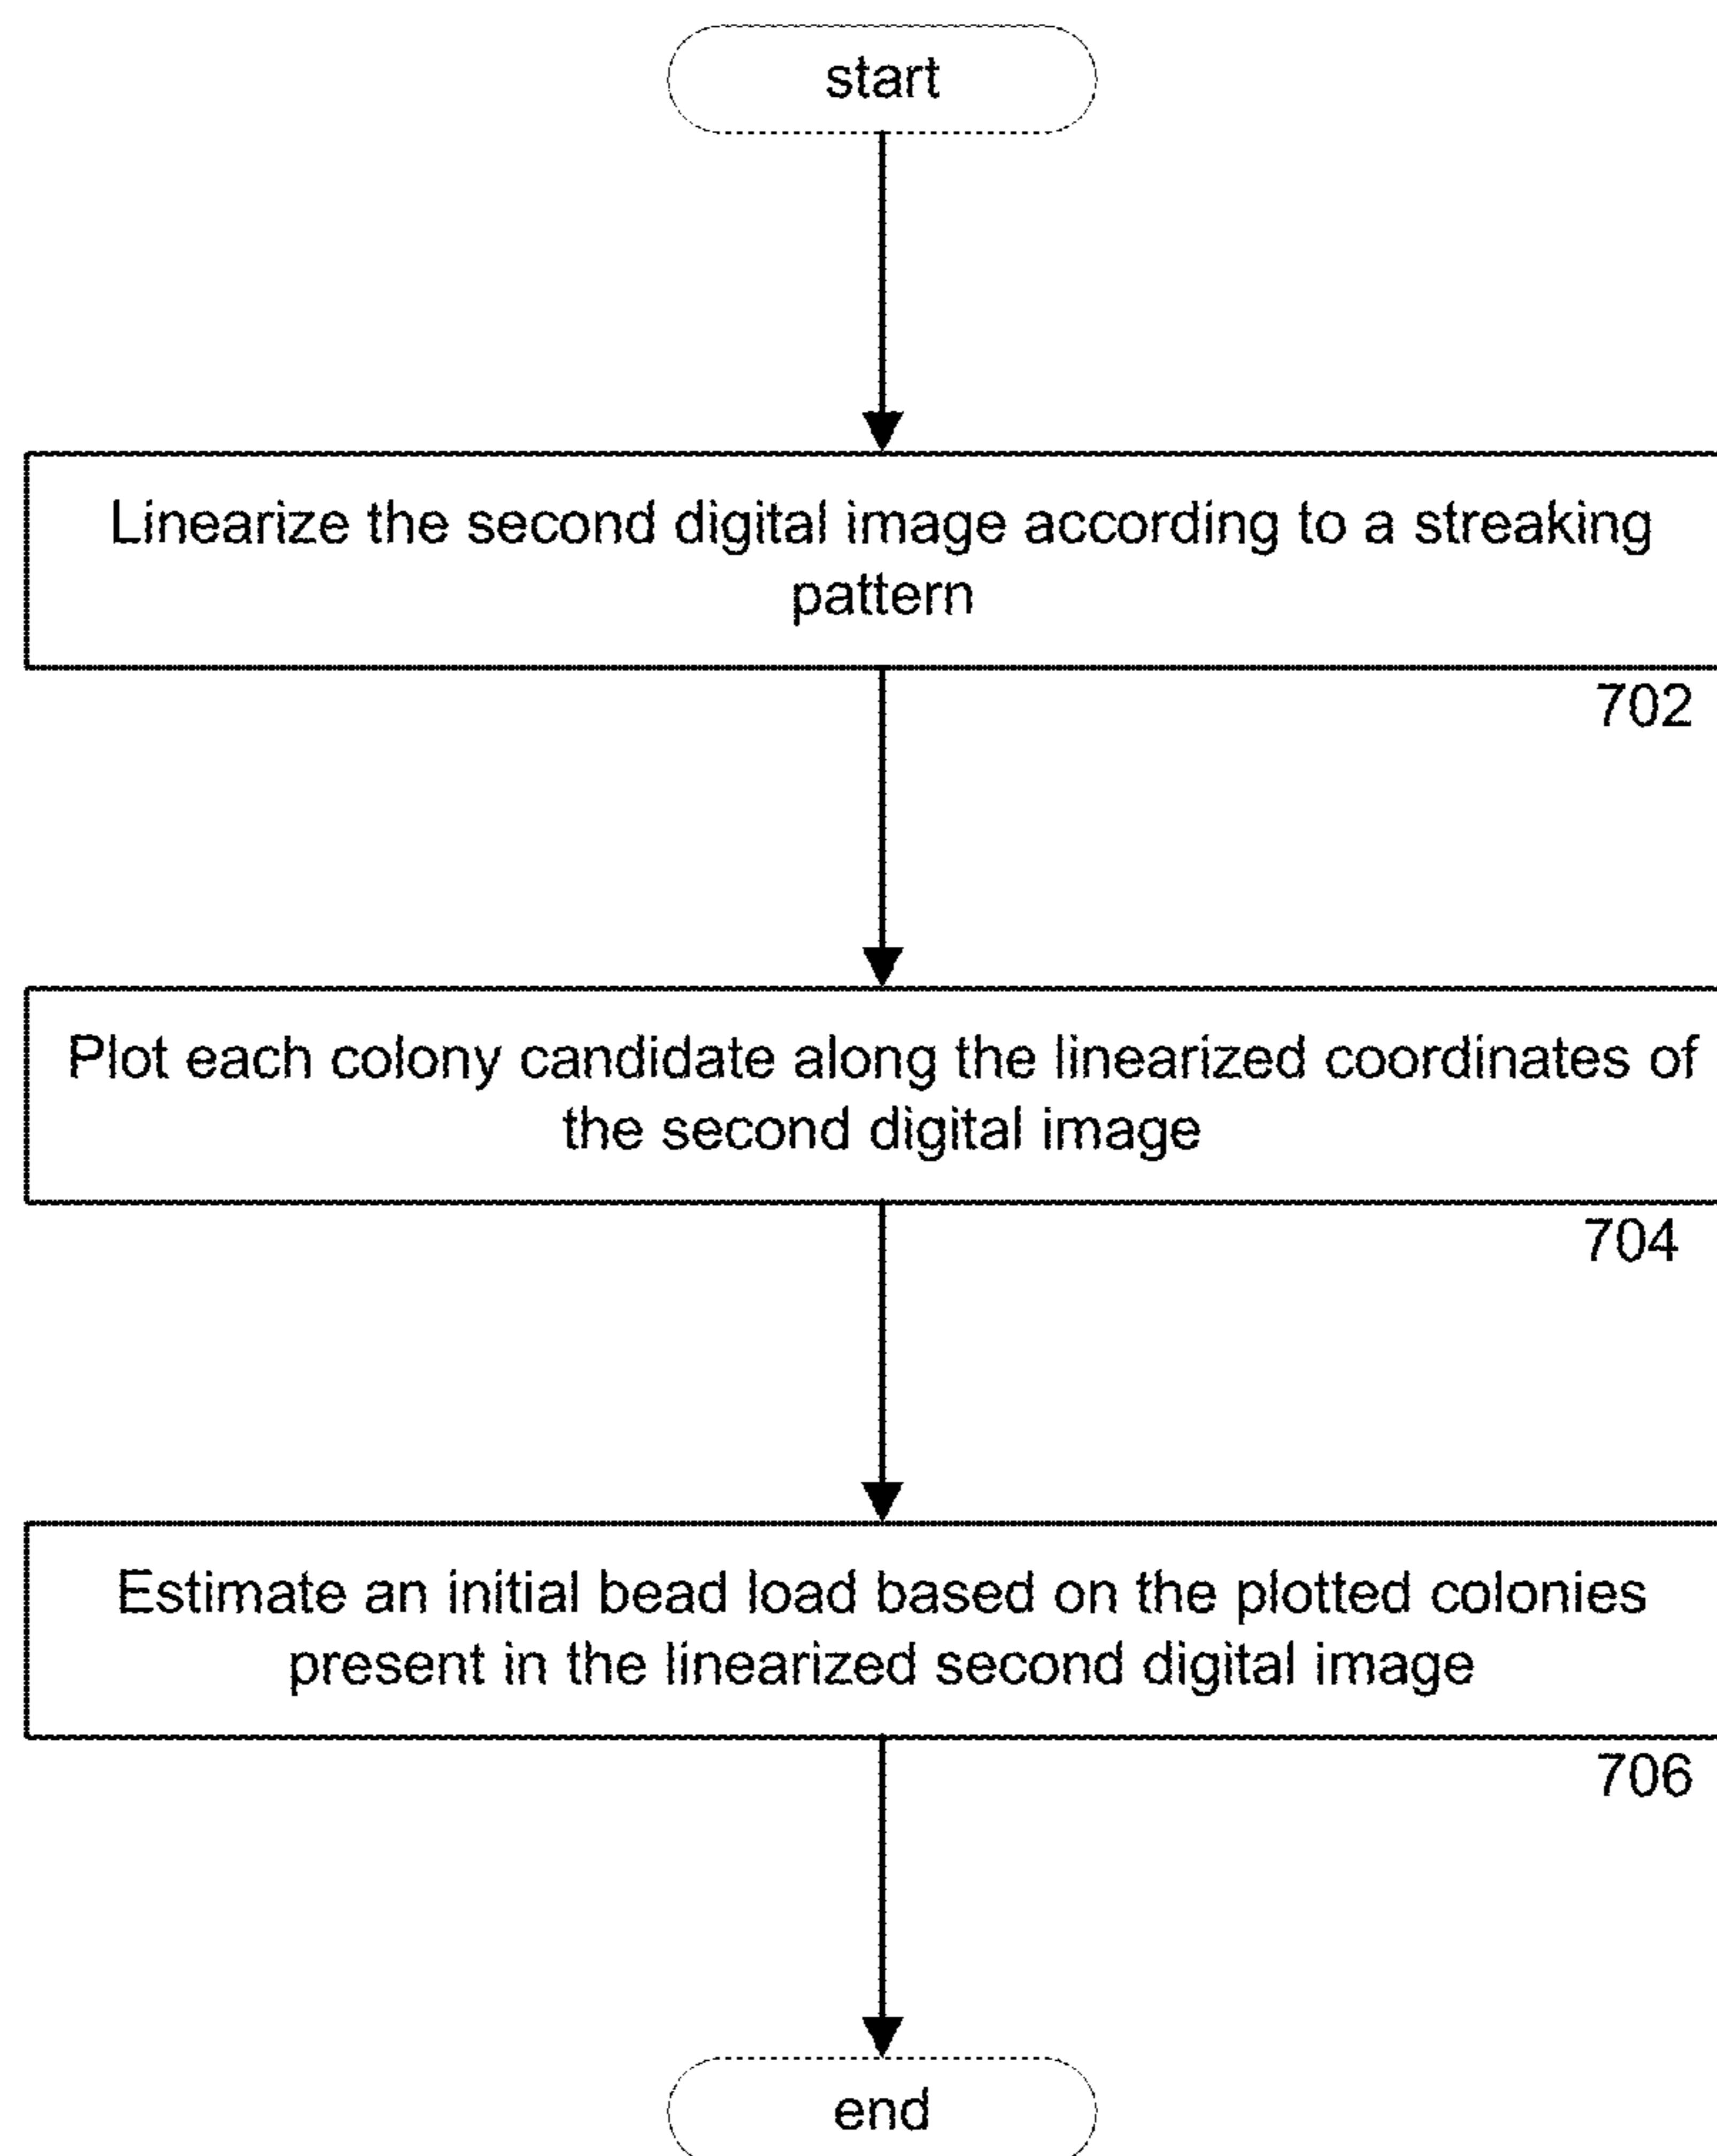 start
Linearize the second digital image according to a streaking
pattern
702
Plot each colony candidate along the linearized coordinates of
the second digital image
704
Estimate an initial bead load based on the plotted colonies
present in the linearized second digital image
706
end